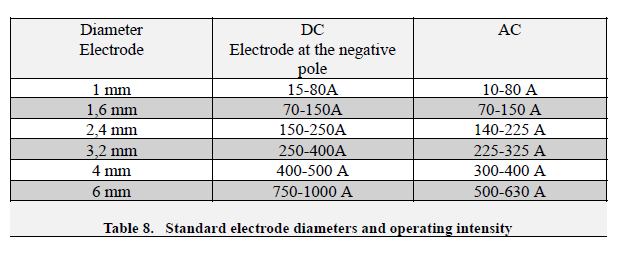 Diameter Electrode | DC Electrode at the negative pole | AC
1 mm | 15-80A | 10-80 A
1,6 mm | 70-150A | 70-150 A
2,4 mm | 150-250A | 140-225 A
3,2 mm | 250-400A | 225-325 A
4 mm | 400-500 A | 300-400 A
6 mm | 750-1000 A | 500-630 A
Table 8. Standard electrode diameters and operating intensity